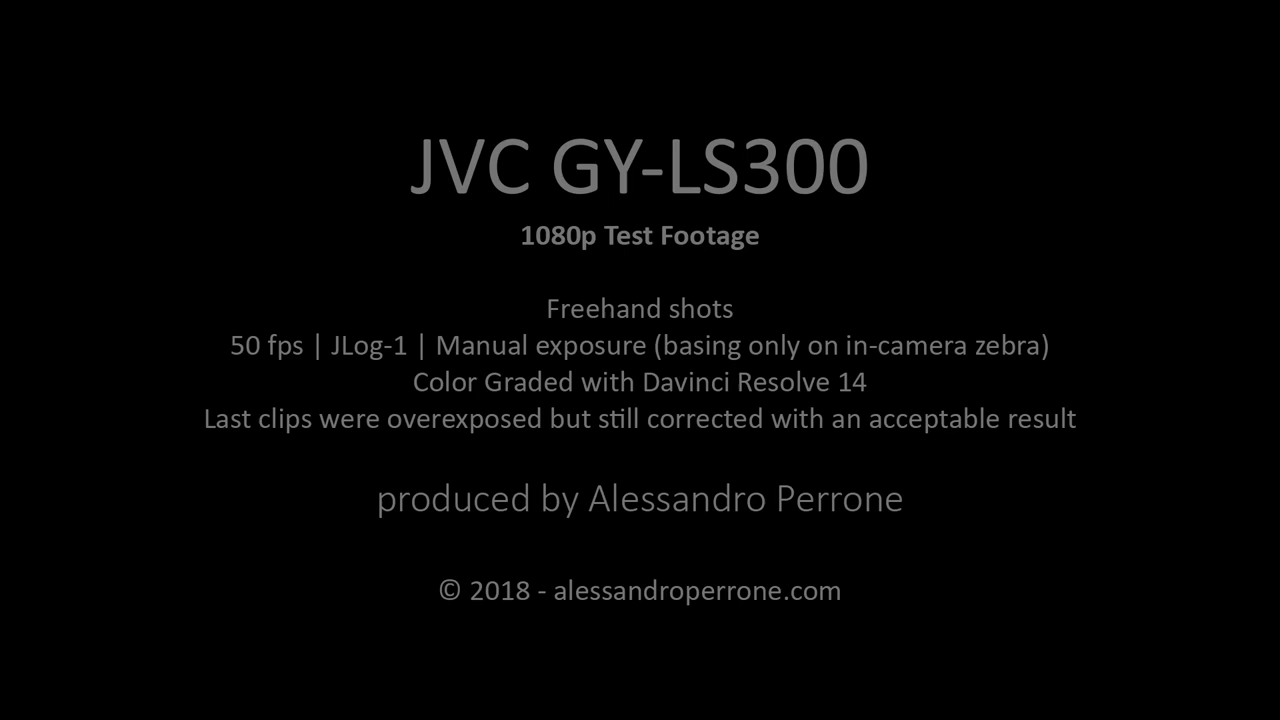 JVC GY-LS300
1080p Test Footage
Freehand shots
50 fps | JLog-1 | Manual exposure (basing only on in-camera zebra)
Color Graded with Davinci Resolve 14
Last clips were overexposed but still corrected with an acceptable result
produced by Alessandro Perrone
© 2018 - alessandroperrone.com